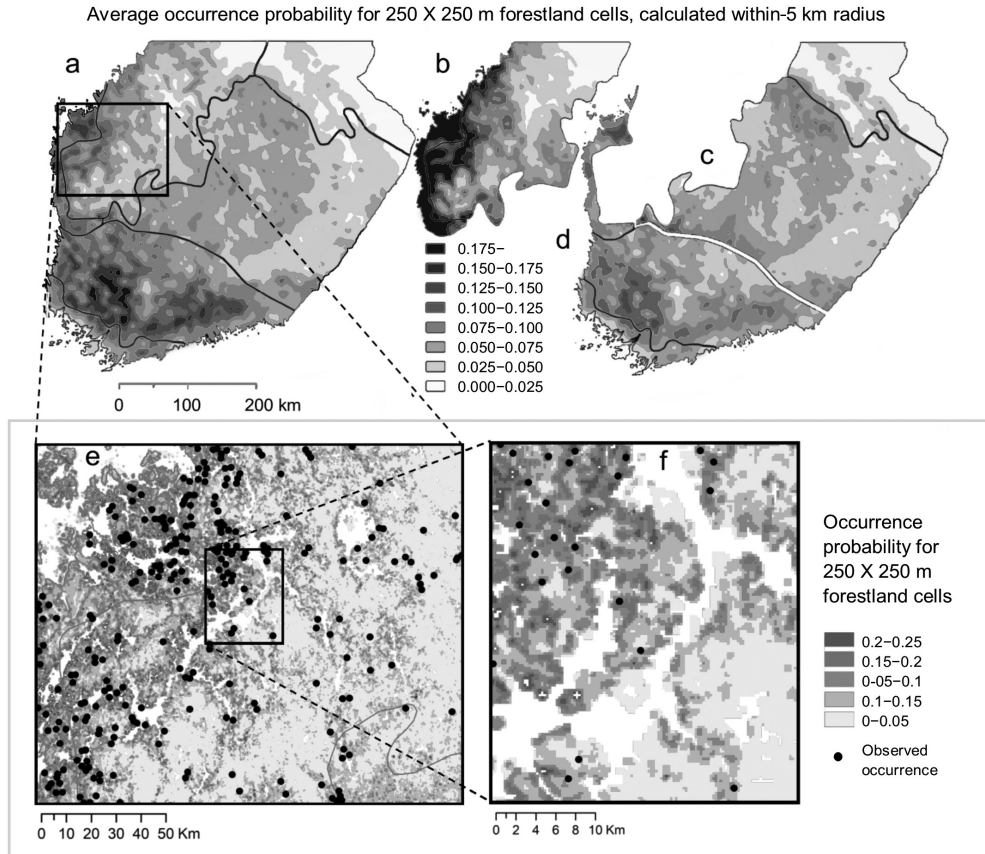 Average occurrence probability for 250 X 250 m forestland cells, calculated within-5 km radius
a
b
c
d
0.175–
0.150–0.175
0.125–0.150
0.100–0.125
0.075–0.100
0.050–0.075
0.025–0.050
0.000–0.025
0 100 200 km
e
f
Occurrence
probability for
250 X 250 m
forestland cells
0.2–0.25
0.15–0.2
0-05–0.1
0.1–0.15
0–0.05
Observed
occurrence
0 10 20 30 40 50 Km
0 2 4 6 8 10 Km